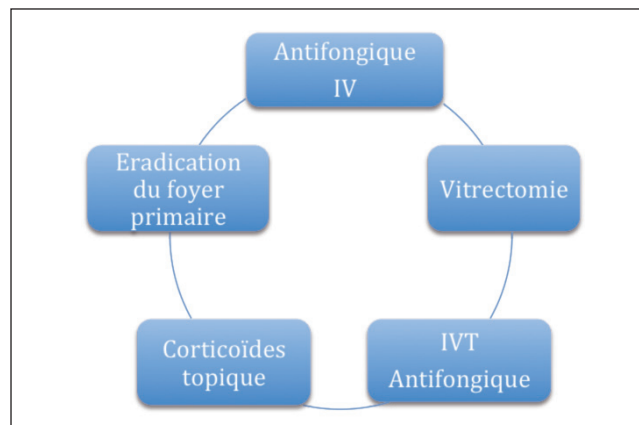 Antifongique
IV
Vitrectomie
IVT
Antifongique
Corticoïdes
topique
Eradication
du foyer
primaire